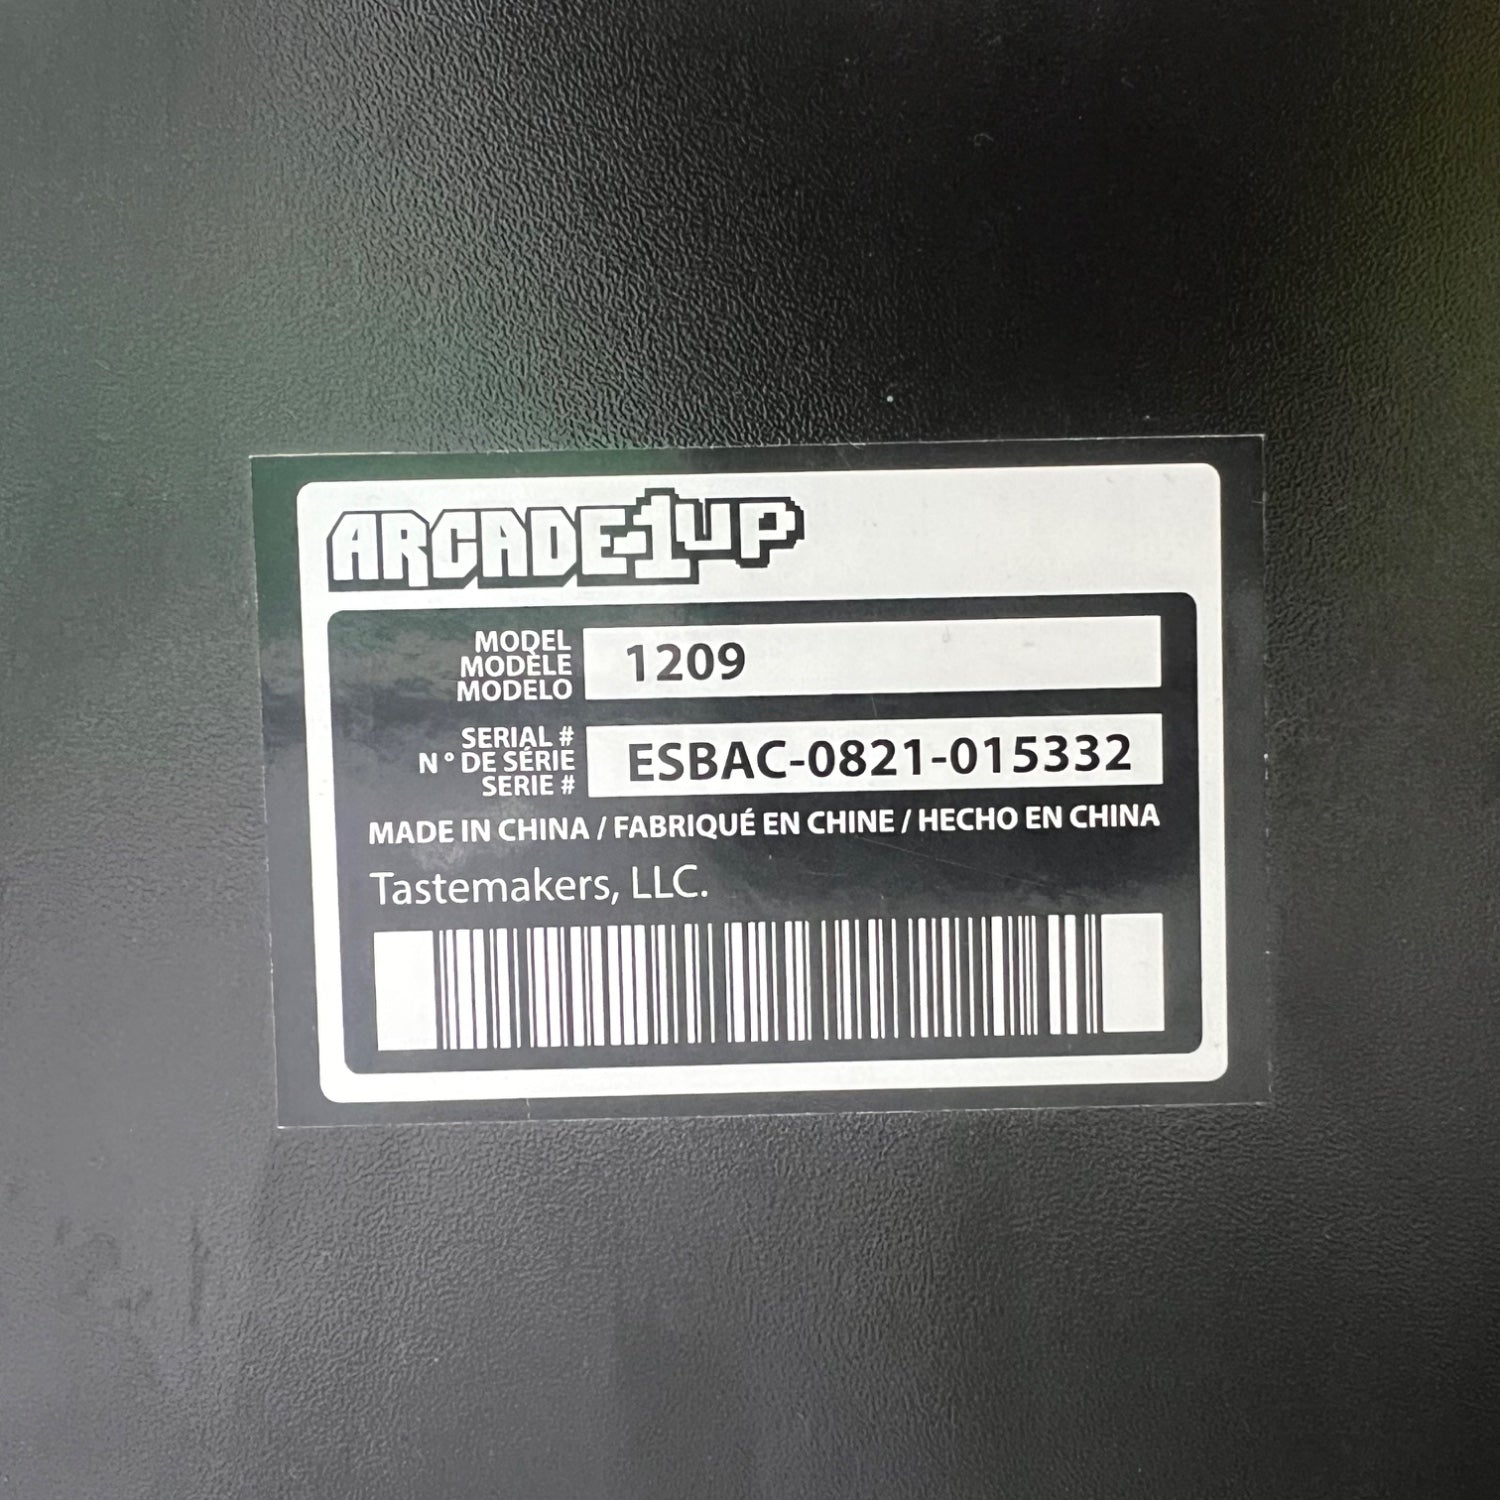 ARCADE1UP
MODEL
MODÈLE
MODELO
1209
SERIAL #
N° DE SÉRIE
SERIE #
ESBAC-0821-015332
MADE IN CHINA / FABRIQUÉ EN CHINE / HECHO EN CHINA
Tastemakers, LLC.